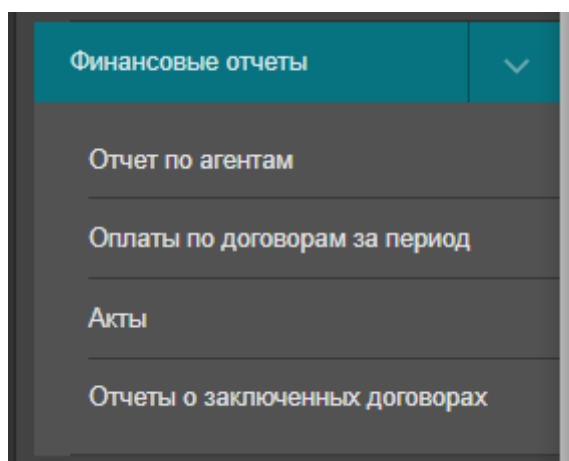 Финансовые отчеты
Отчет по агентам
Оплаты по договорам за период
Акты
Отчеты о заключенных договорах